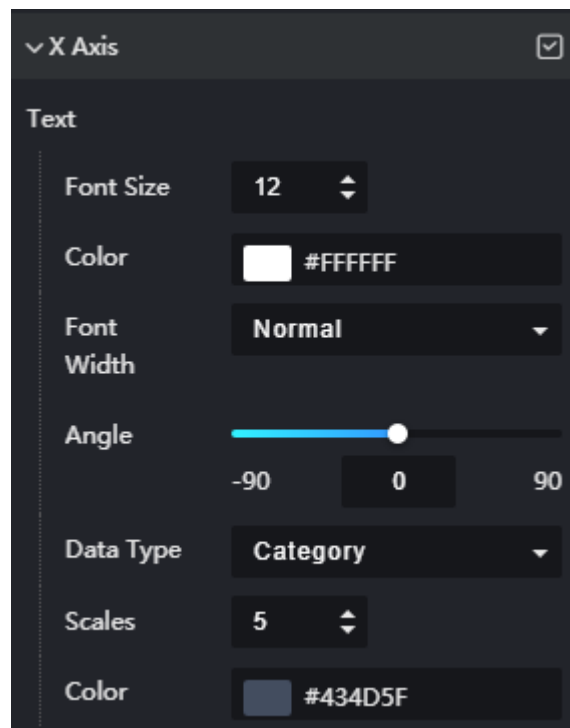 X Axis
Text
Font Size 12
Color #FFFFFF
Font Width Normal
Angle
-90 0 90
Data Type Category
Scales 5
Color #434D5F